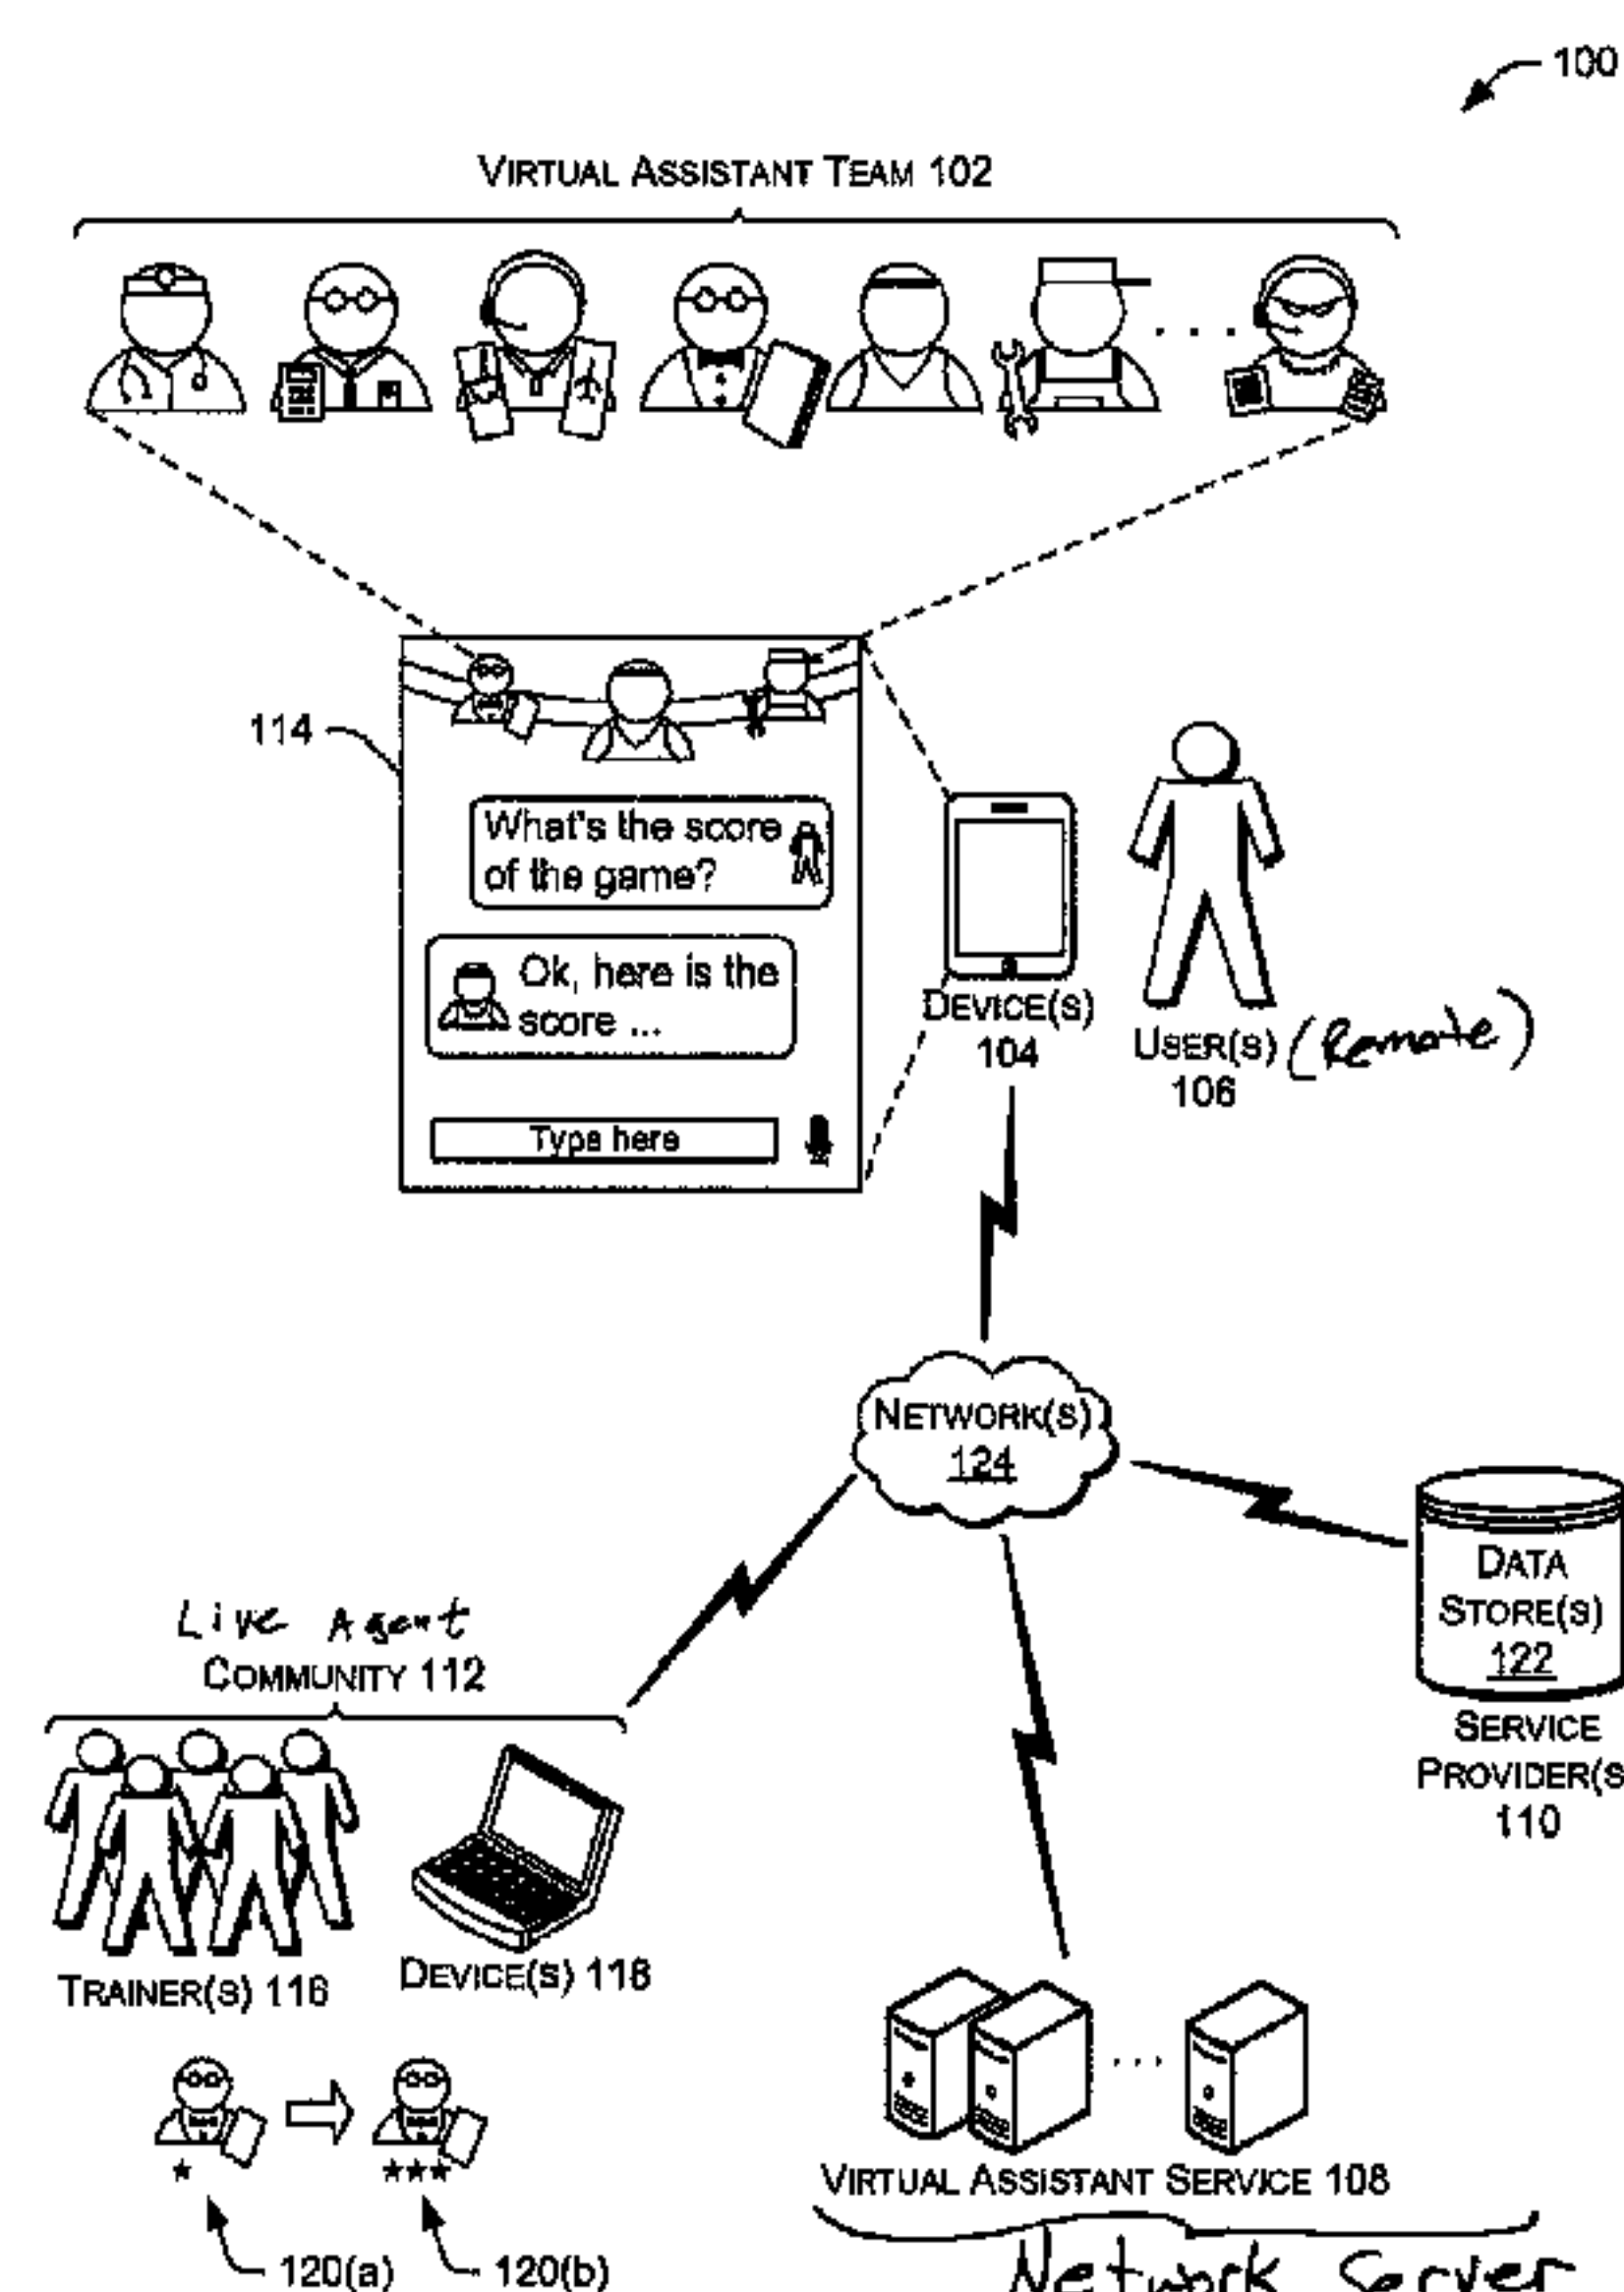 100
VIRTUAL ASSISTANT TEAM 102
114
What's the score
of the game?
Ok, here is the
score ...
Type here
DEVICE(S)
104
USER(S) (Remote)
106
NETWORK(S)
124
DATA
STORE(S)
122
SERVICE
PROVIDER(S
110
Live Agent
COMMUNITY 112
TRAINER(S) 116
DEVICE(S) 118
VIRTUAL ASSISTANT SERVICE 108
120(a)
120(b)
Network Server